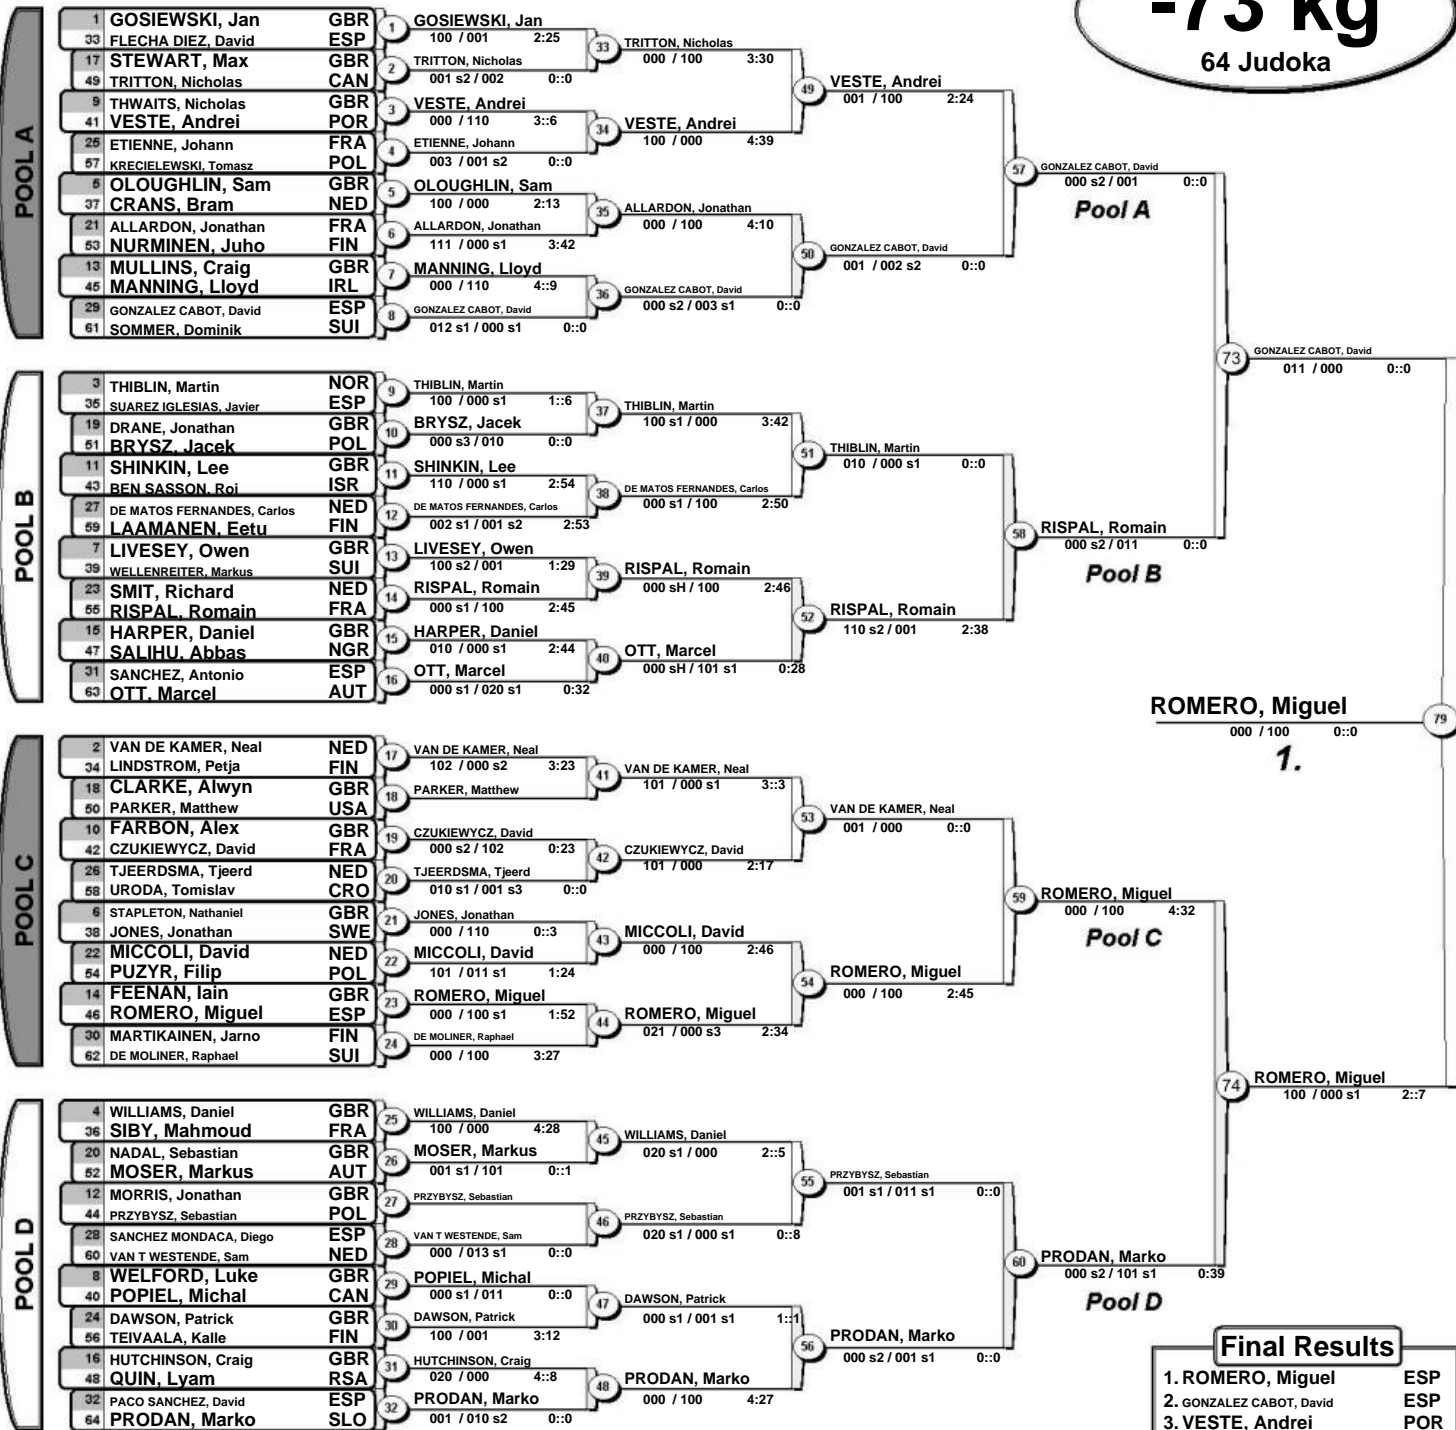 -73 kg
64 Judoka
POOL A
1 GOSIEWSKI, Jan GBR
33 FLECHA DIEZ, David ESP
17 STEWART, Max GBR
49 TRITTON, Nicholas CAN
9 THWAITS, Nicholas GBR
41 VESTE, Andrei POR
25 ETIENNE, Johann FRA
57 KRECIELEWSKI, Tomasz POL
5 OLOUGHLIN, Sam GBR
37 CRANS, Bram NED
21 ALLARDON, Jonathan FRA
53 NURMINEN, Juho FIN
13 MULLINS, Craig GBR
45 MANNING, Lloyd IRL
29 GONZALEZ CABOT, David ESP
61 SOMMER, Dominik SUI
1 GOSIEWSKI, Jan
100 / 001 2:25
2 TRITTON, Nicholas
001 s2 / 002 0::0
3 VESTE, Andrei
000 / 110 3::6
4 ETIENNE, Johann
003 / 001 s2 0::0
5 OLOUGHLIN, Sam
100 / 000 2:13
6 ALLARDON, Jonathan
111 / 000 s1 3:42
7 MANNING, Lloyd
000 / 110 4::9
8 GONZALEZ CABOT, David
012 s1 / 000 s1 0::0
33 TRITTON, Nicholas
000 / 100 3:30
34 VESTE, Andrei
100 / 000 4:39
35 ALLARDON, Jonathan
000 / 100 4:10
36 GONZALEZ CABOT, David
000 s2 / 003 s1 0::0
49 VESTE, Andrei
001 / 100 2:24
50 GONZALEZ CABOT, David
001 / 002 s2 0::0
57 GONZALEZ CABOT, David
000 s2 / 001 0::0
Pool A
POOL B
3 THIBLIN, Martin NOR
35 SUAREZ IGLESIAS, Javier ESP
19 DRANE, Jonathan GBR
51 BRYSZ, Jacek POL
11 SHINKIN, Lee GBR
43 BEN SASSON, Roi ISR
27 DE MATOS FERNANDES, Carlos NED
59 LAAMANEN, Eetu FIN
7 LIVESEY, Owen GBR
39 WELLENREITER, Markus SUI
23 SMIT, Richard NED
55 RISPAL, Romain FRA
15 HARPER, Daniel GBR
47 SALIHU, Abbas NGR
31 SANCHEZ, Antonio ESP
63 OTT, Marcel AUT
9 THIBLIN, Martin
100 / 000 s1 1::6
10 BRYSZ, Jacek
000 s3 / 010 0::0
11 SHINKIN, Lee
110 / 000 s1 2:54
12 DE MATOS FERNANDES, Carlos
002 s1 / 001 s2 2:53
13 LIVESEY, Owen
100 s2 / 001 1:29
14 RISPAL, Romain
000 s1 / 100 2:45
15 HARPER, Daniel
010 / 000 s1 2:44
16 OTT, Marcel
000 s1 / 020 s1 0:32
37 THIBLIN, Martin
100 s1 / 000 3:42
38 DE MATOS FERNANDES, Carlos
000 s1 / 100 2:50
39 RISPAL, Romain
000 sH / 100 2:46
40 OTT, Marcel
000 sH / 101 s1 0:28
51 THIBLIN, Martin
010 / 000 s1 0::0
52 RISPAL, Romain
110 s2 / 001 2:38
58 RISPAL, Romain
000 s2 / 011 0::0
Pool B
73 GONZALEZ CABOT, David
011 / 000 0::0
ROMERO, Miguel 79
000 / 100 0::0
1.
POOL C
2 VAN DE KAMER, Neal NED
34 LINDSTROM, Petja FIN
18 CLARKE, Alwyn GBR
50 PARKER, Matthew USA
10 FARBON, Alex GBR
42 CZUKIEWYCZ, David FRA
26 TJEERDSMA, Tjeerd NED
58 URODA, Tomislav CRO
6 STAPLETON, Nathaniel GBR
38 JONES, Jonathan SWE
22 MICCOLI, David NED
54 PUZYR, Filip POL
14 FEENAN, Iain GBR
46 ROMERO, Miguel ESP
30 MARTIKAINEN, Jarno FIN
62 DE MOLINER, Raphael SUI
17 VAN DE KAMER, Neal
102 / 000 s2 3:23
18 PARKER, Matthew
19 CZUKIEWYCZ, David
000 s2 / 102 0:23
20 TJEERDSMA, Tjeerd
010 s1 / 001 s3 0::0
21 JONES, Jonathan
000 / 110 0::3
22 MICCOLI, David
101 / 011 s1 1:24
23 ROMERO, Miguel
000 / 100 s1 1:52
24 DE MOLINER, Raphael
000 / 100 3:27
41 VAN DE KAMER, Neal
101 / 000 s1 3::3
42 CZUKIEWYCZ, David
101 / 000 2:17
43 MICCOLI, David
000 / 100 2:46
44 ROMERO, Miguel
021 / 000 s3 2:34
53 VAN DE KAMER, Neal
001 / 000 0::0
54 ROMERO, Miguel
000 / 100 2:45
59 ROMERO, Miguel
000 / 100 4:32
Pool C
POOL D
4 WILLIAMS, Daniel GBR
36 SIBY, Mahmoud FRA
20 NADAL, Sebastian GBR
52 MOSER, Markus AUT
12 MORRIS, Jonathan GBR
44 PRZYBYSZ, Sebastian POL
28 SANCHEZ MONDACA, Diego ESP
60 VAN T WESTENDE, Sam NED
8 WELFORD, Luke GBR
40 POPIEL, Michal CAN
24 DAWSON, Patrick GBR
56 TEIVAALA, Kalle FIN
16 HUTCHINSON, Craig GBR
48 QUIN, Lyam RSA
32 PACO SANCHEZ, David ESP
64 PRODAN, Marko SLO
25 WILLIAMS, Daniel
100 / 000 4:28
26 MOSER, Markus
001 s1 / 101 0::1
27 PRZYBYSZ, Sebastian
28 VAN T WESTENDE, Sam
000 / 013 s1 0::0
29 POPIEL, Michal
000 s1 / 011 0::0
30 DAWSON, Patrick
100 / 001 3:12
31 HUTCHINSON, Craig
020 / 000 4::8
32 PRODAN, Marko
001 / 010 s2 0::0
45 WILLIAMS, Daniel
020 s1 / 000 2::5
46 PRZYBYSZ, Sebastian
020 s1 / 000 s1 0::8
47 DAWSON, Patrick
000 s1 / 001 s1 1::1
48 PRODAN, Marko
000 / 100 4:27
55 PRZYBYSZ, Sebastian
001 s1 / 011 s1 0::0
56 PRODAN, Marko
000 s2 / 001 s1 0::0
60 PRODAN, Marko
000 s2 / 101 s1 0:39
Pool D
74 ROMERO, Miguel
100 / 000 s1 2::7
Final Results
1. ROMERO, Miguel ESP
2. GONZALEZ CABOT, David ESP
3. VESTE, Andrei POR